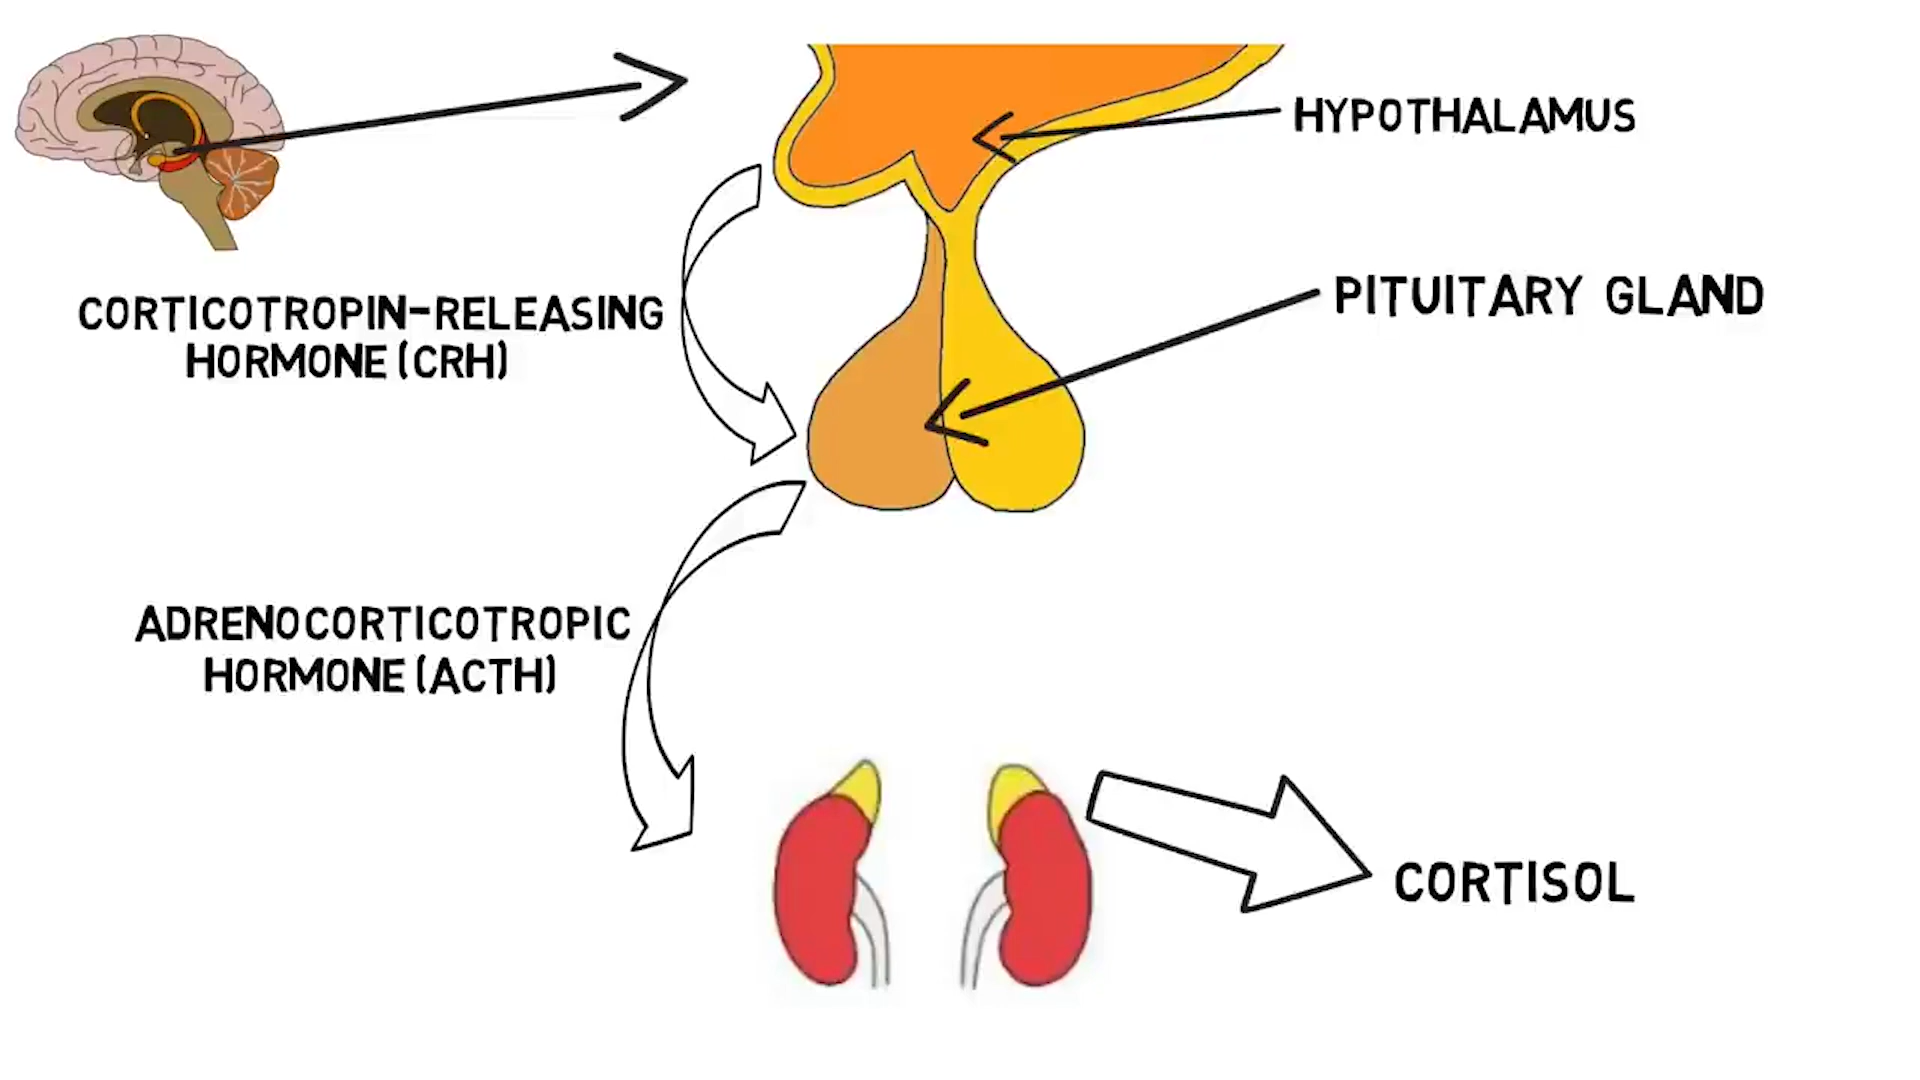 HYPOTHALAMUS
PITUITARY GLAND
CORTICOTROPIN-RELEASING
HORMONE (CRH)
ADRENOCORTICOTROPIC
HORMONE (ACTH)
CORTISOL